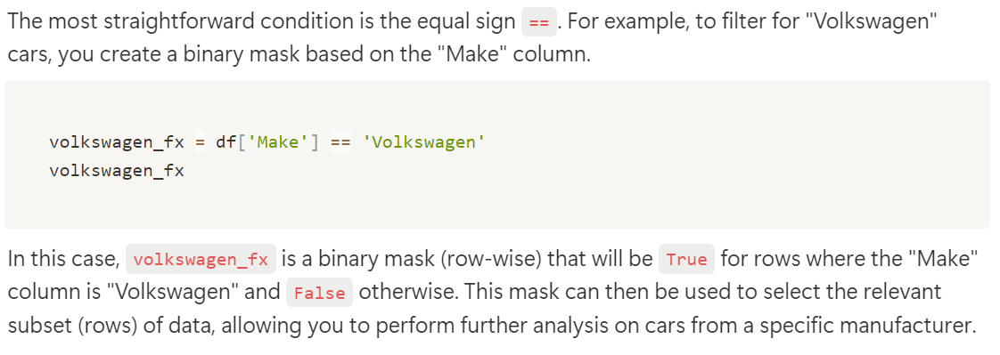 The most straightforward condition is the equal sign ==. For example, to filter for "Volkswagen"
cars, you create a binary mask based on the "Make" column.
volkswagen_fx = df['Make'] == 'Volkswagen'
volkswagen_fx
In this case, volkswagen_fx is a binary mask (row-wise) that will be True for rows where the "Make"
column is "Volkswagen" and False otherwise. This mask can then be used to select the relevant
subset (rows) of data, allowing you to perform further analysis on cars from a specific manufacturer.